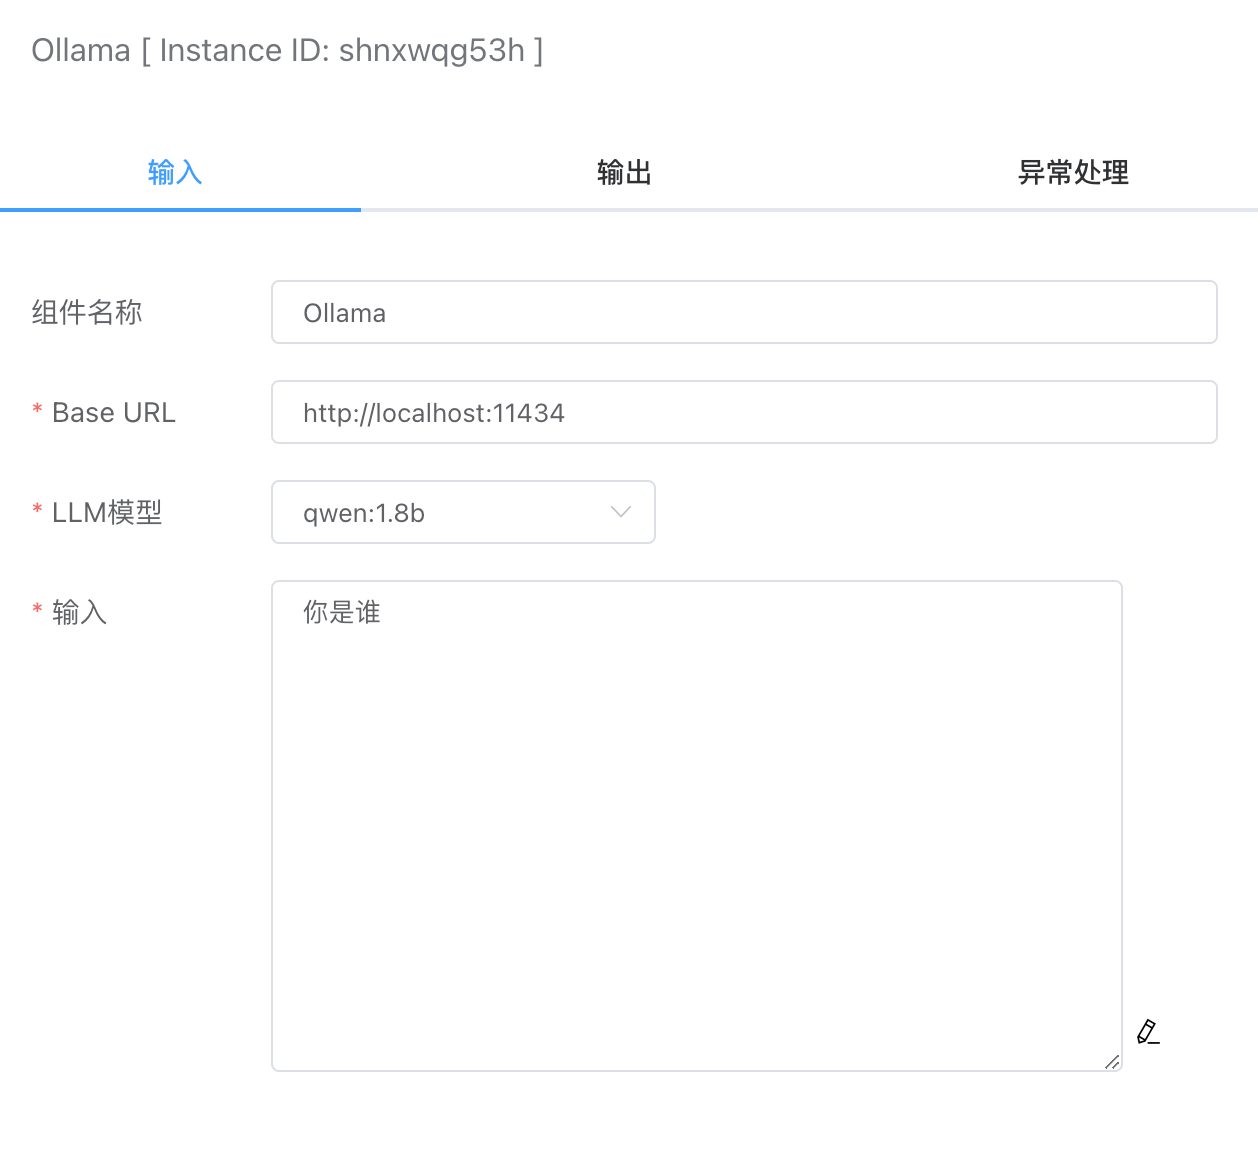 Ollama [ Instance ID: shnxwqg53h ]
输入 输出 异常处理
组件名称 Ollama
* Base URL http://localhost:11434
* LLM模型 qwen:1.8b
* 输入 你是谁